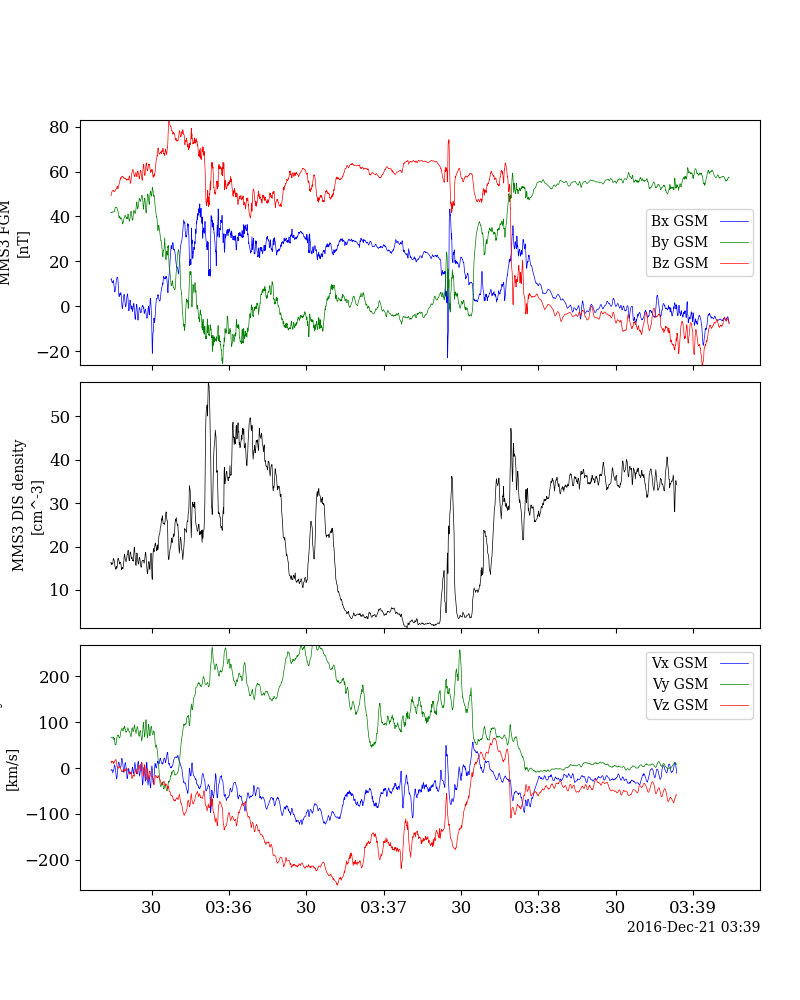 80
60
40
20
0
−20
MMS3 FGM
[nT]
Bx GSM
By GSM
Bz GSM
50
40
30
20
10
MMS3 DIS density
[cm^-3]
200
100
0
−100
−200
[km/s]
Vx GSM
Vy GSM
Vz GSM
30 03:36 30 03:37 30 03:38 30 03:39
2016-Dec-21 03:39